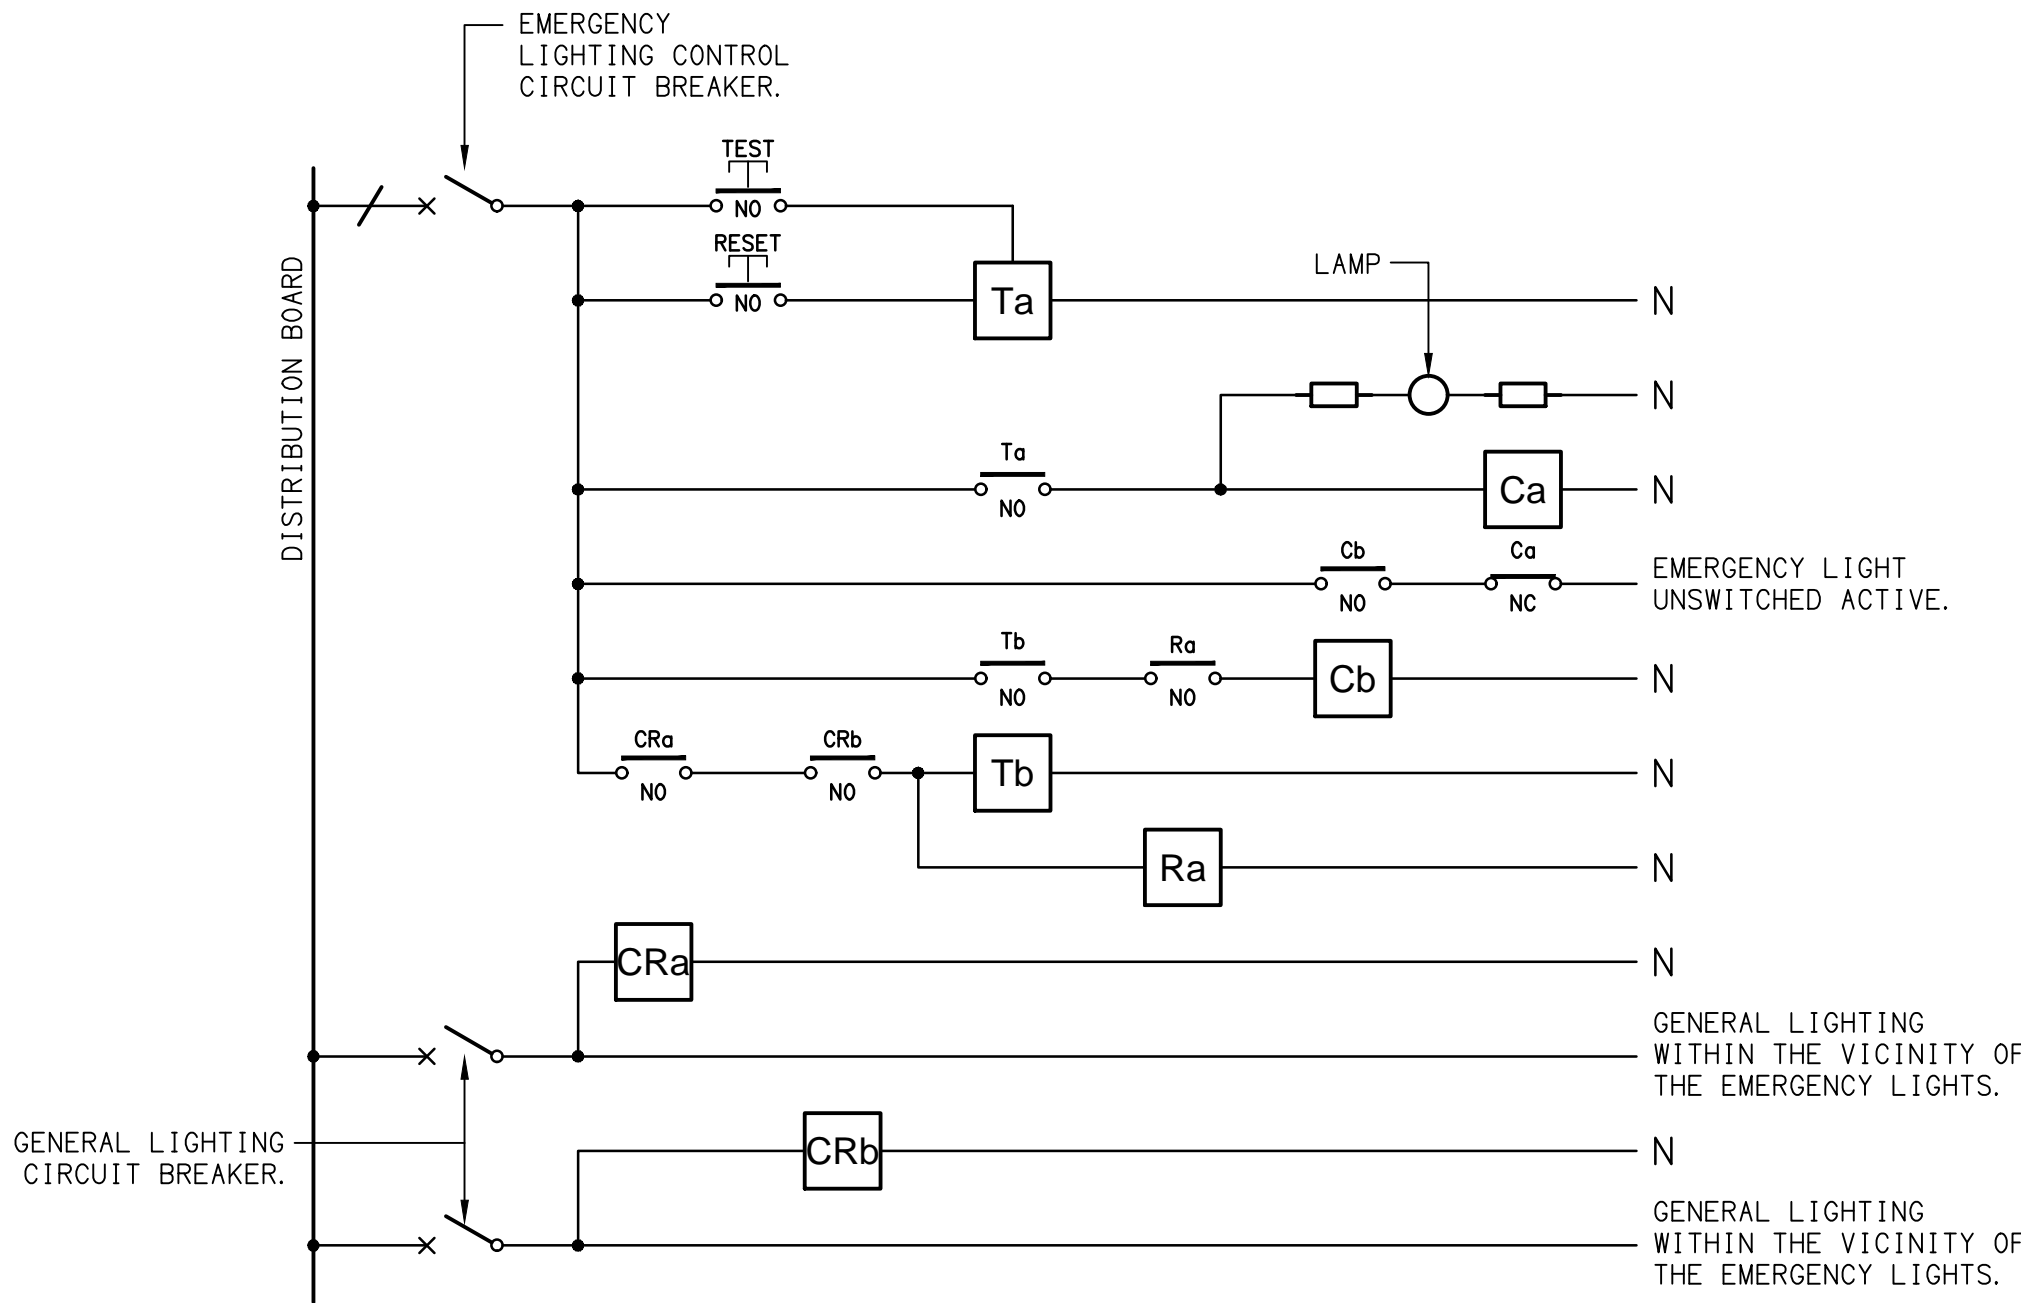 EMERGENCY
LIGHTING CONTROL
CIRCUIT BREAKER.
TEST
NO
RESET
NO
Ta
N
LAMP
N
DISTRIBUTION BOARD
Ta
NO
Ca
N
Cb
NO
Ca
NC
EMERGENCY LIGHT
UNSWITCHED ACTIVE.
Tb
NO
Ra
NO
Cb
N
CRa
NO
CRb
NO
Tb
N
Ra
N
CRa
N
GENERAL LIGHTING
WITHIN THE VICINITY OF
THE EMERGENCY LIGHTS.
GENERAL LIGHTING
CIRCUIT BREAKER.
CRb
N
GENERAL LIGHTING
WITHIN THE VICINITY OF
THE EMERGENCY LIGHTS.